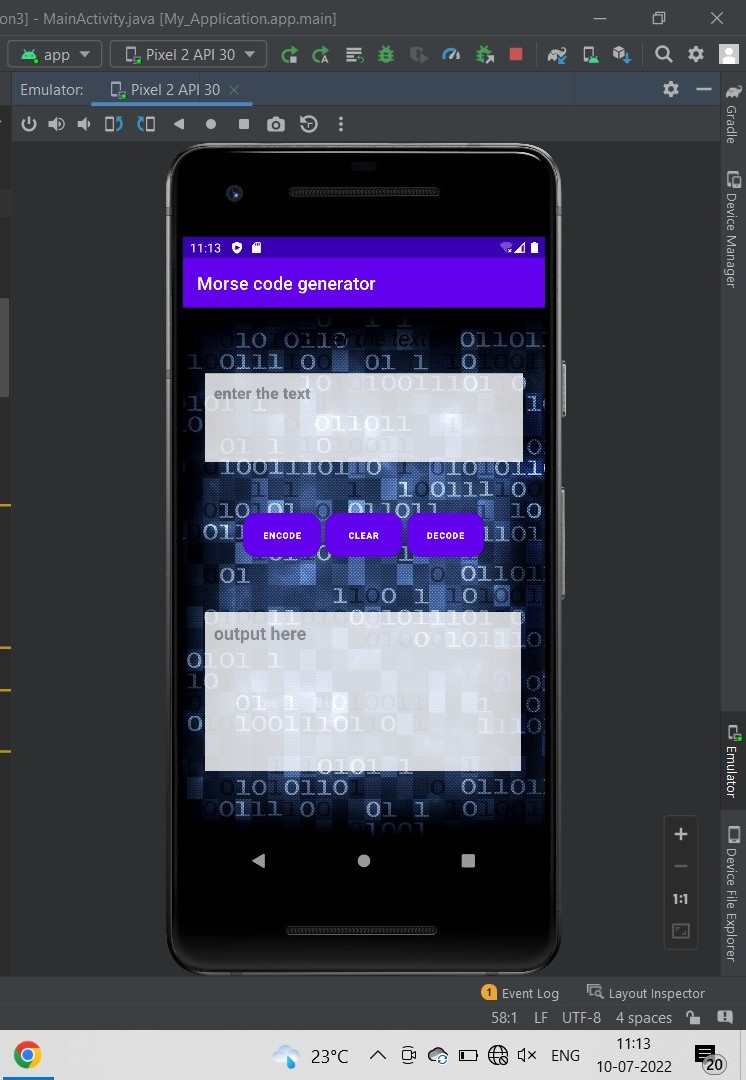 on3] - MainActivity.java [My_Application.app.main]
app Pixel 2 API 30
Emulator: Pixel 2 API 30
Gradle
Device Manager
11:13
Morse code generator
the text
enter the text
ENCODE CLEAR DECODE
output here
Emulator
1:1
Device File Explorer
1 Event Log Layout Inspector
58:1 LF UTF-8 4 spaces
23°C ENG 11:13
10-07-2022 20